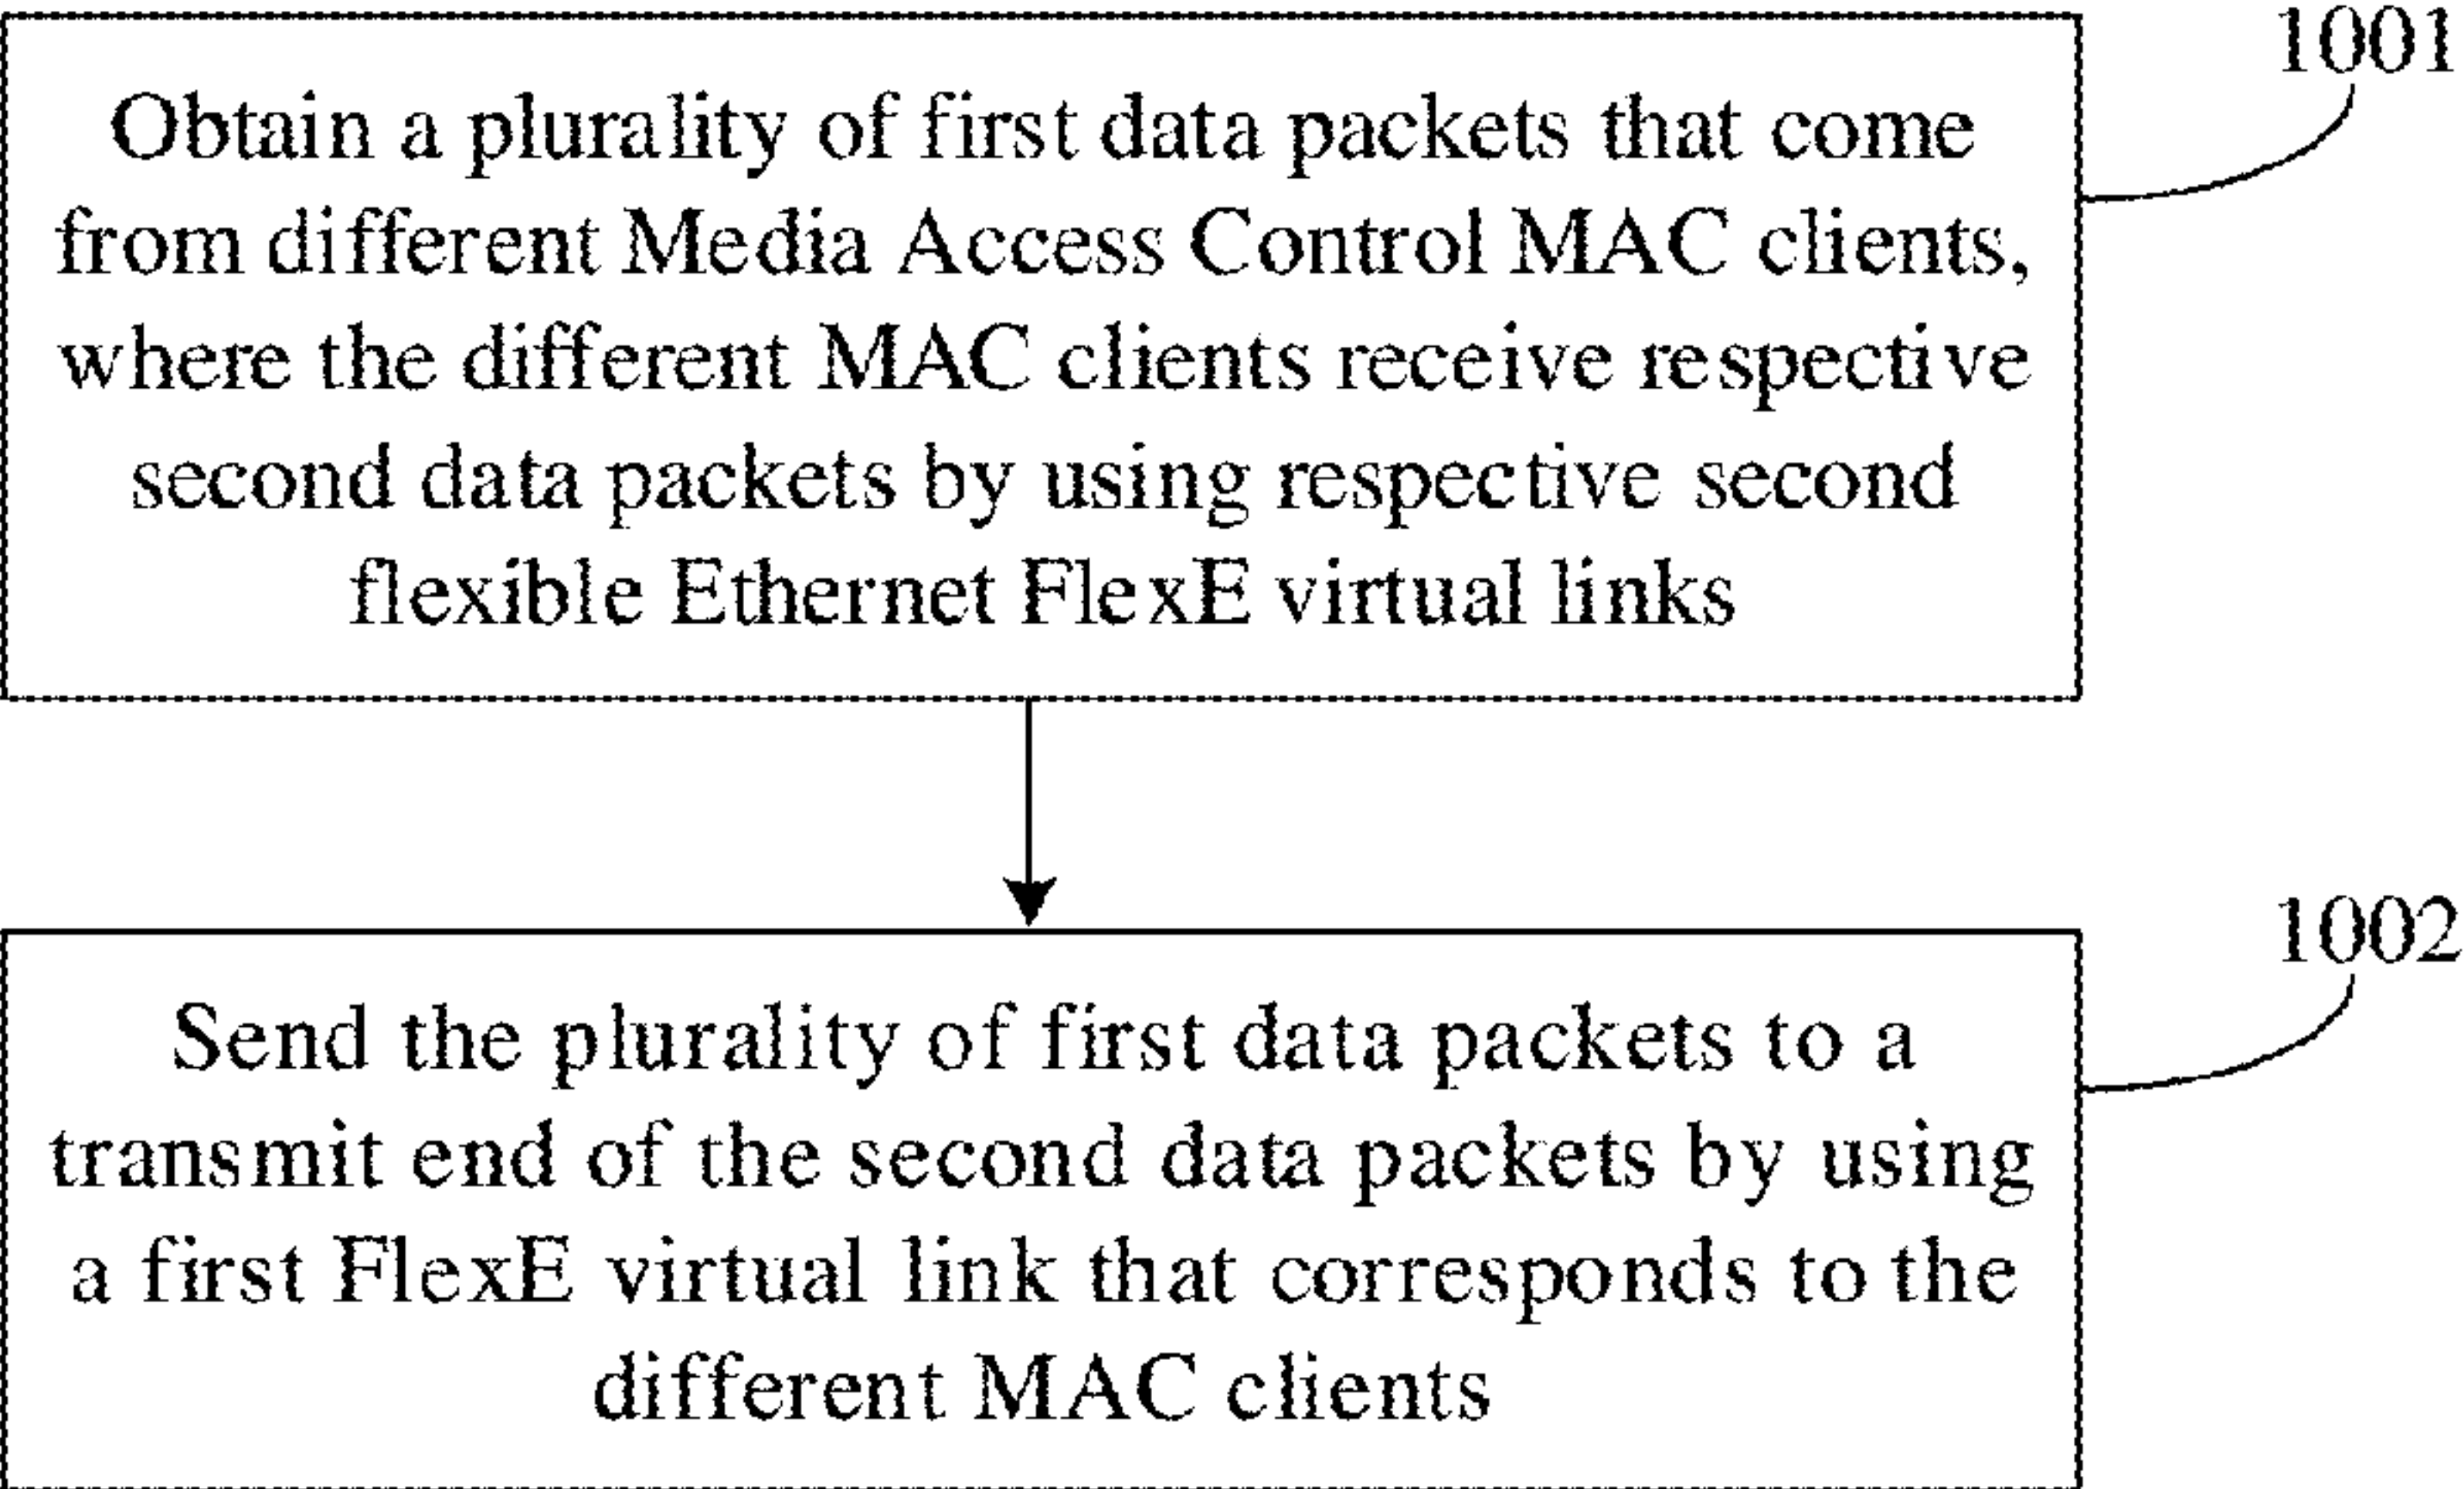 1001
Obtain a plurality of first data packets that come
from different Media Access Control MAC clients,
where the different MAC clients receive respective
second data packets by using respective second
flexible Ethernet FlexE virtual links
1002
Send the plurality of first data packets to a
transmit end of the second data packets by using
a first FlexE virtual link that corresponds to the
different MAC clients